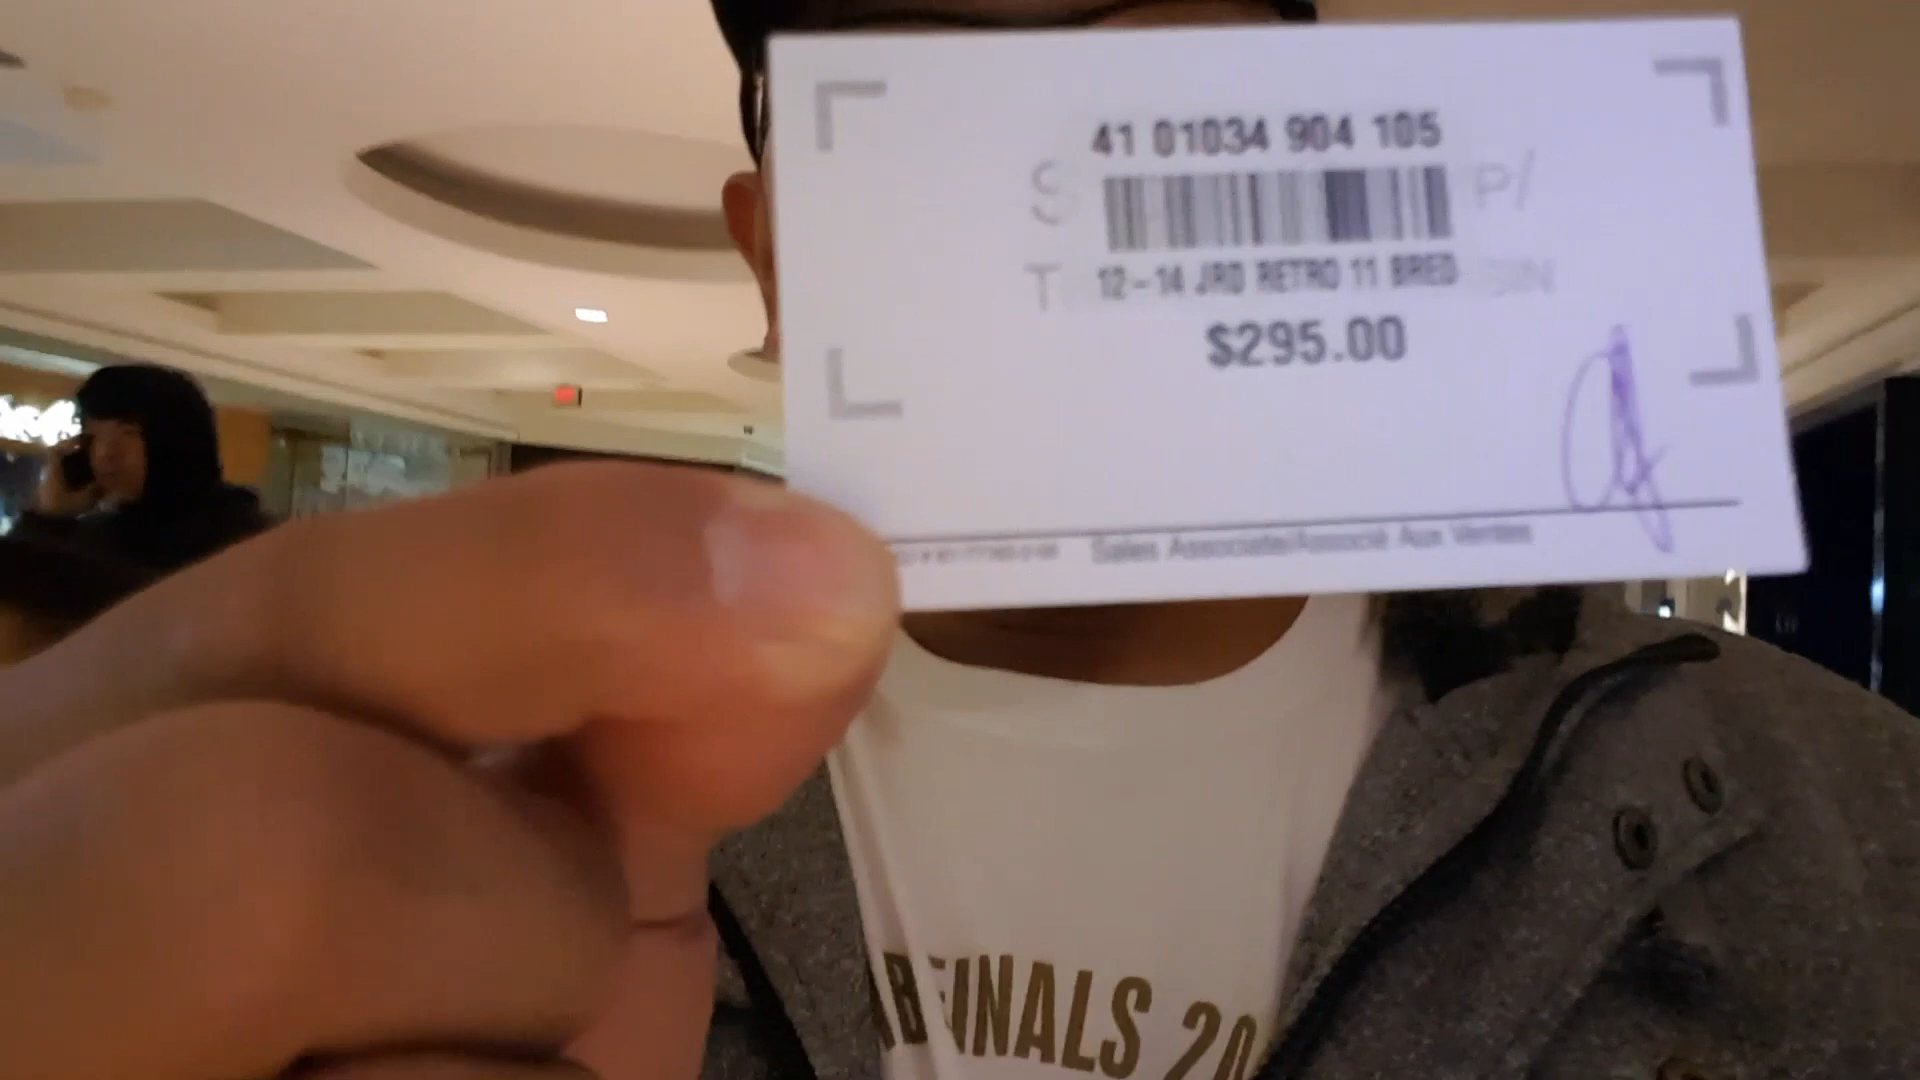 41 01034 904 105
S P/
12-14 JRD RETRO 11 BRED
T
$295.00
Sales Associate/Associé Aux Ventes
FINALS 20